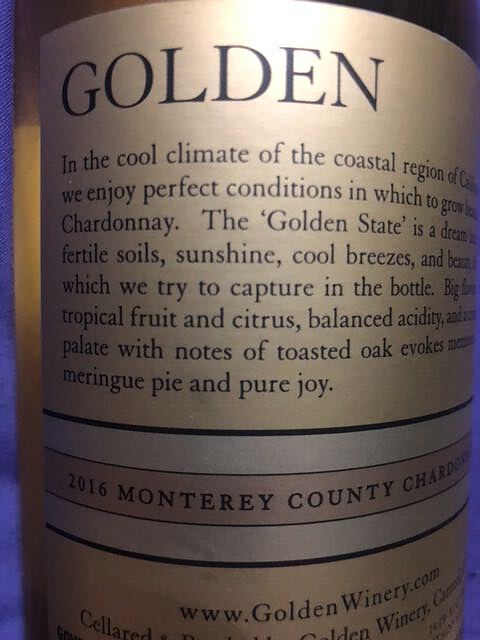 GOLDEN
In the cool climate of the coastal region of
we enjoy perfect conditions in which to grow
Chardonnay. The ‘Golden State’ is a dream
fertile soils, sunshine, cool breezes, and
which we try to capture in the bottle. Big
tropical fruit and citrus, balanced acidity, and
palate with notes of toasted oak evokes
meringue pie and pure joy.
2016 MONTEREY COUNTY
www.GoldenWinery.com
Cellared & Golden Winery,